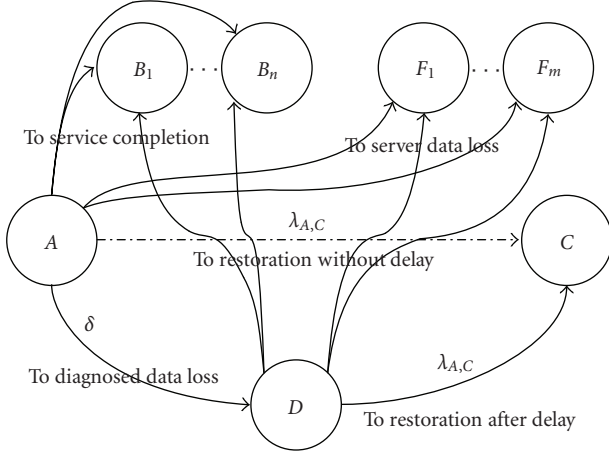 B1 ... Bn F1 ... Fm
To service completion To server data loss
A λA,C C
To restoration without delay
δ
To diagnosed data loss λA,C
D To restoration after delay